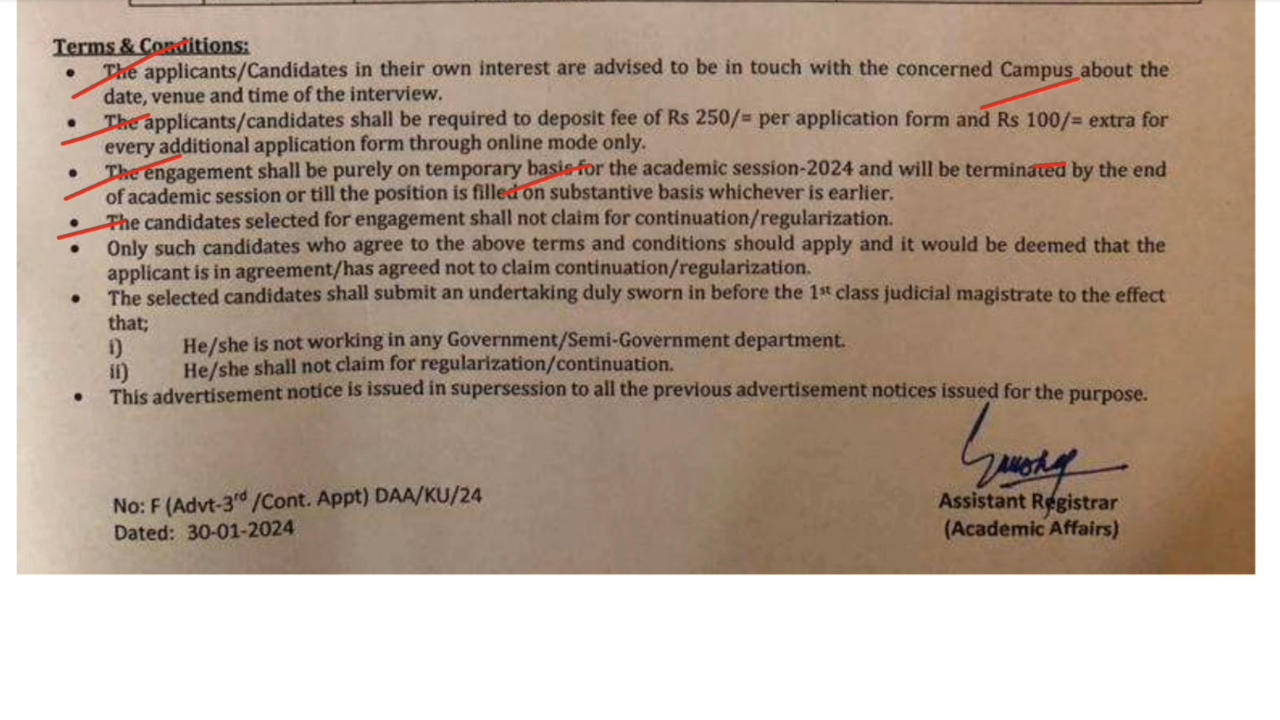 Terms & Conditions:
• The applicants/Candidates in their own interest are advised to be in touch with the concerned Campus about the
date, venue and time of the interview.
• The applicants/candidates shall be required to deposit fee of Rs 250/= per application form and Rs 100/= extra for
every additional application form through online mode only.
• The engagement shall be purely on temporary basis for the academic session-2024 and will be terminated by the end
of academic session or till the position is filled on substantive basis whichever is earlier.
• The candidates selected for engagement shall not claim for continuation/regularization.
• Only such candidates who agree to the above terms and conditions should apply and it would be deemed that the
applicant is in agreement/has agreed not to claim continuation/regularization.
• The selected candidates shall submit an undertaking duly sworn in before the 1st class judicial magistrate to the effect
that;
i) He/she is not working in any Government/Semi-Government department.
ii) He/she shall not claim for regularization/continuation.
• This advertisement notice is issued in supersession to all the previous advertisement notices issued for the purpose.
No: F (Advt-3rd /Cont. Appt) DAA/KU/24
Dated: 30-01-2024
Assistant Registrar
(Academic Affairs)